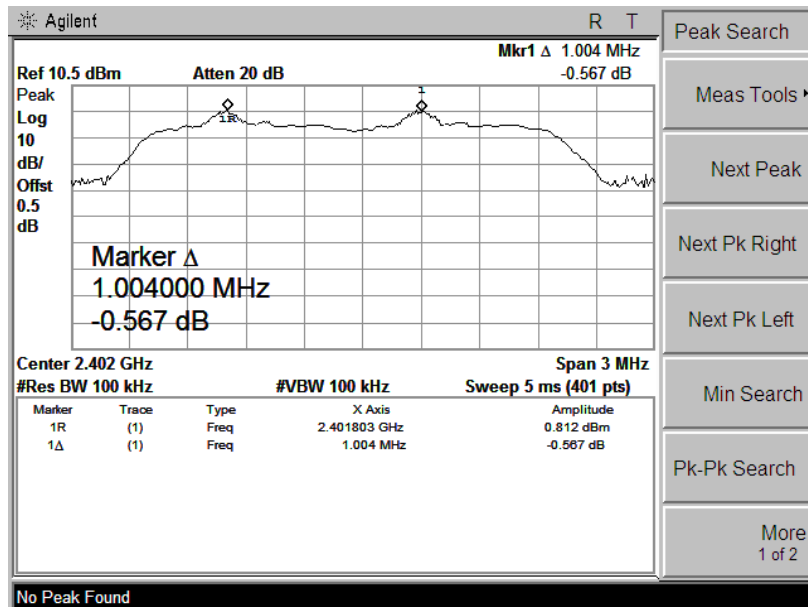 Agilent R T
Mkr1 Δ 1.004 MHz
Ref 10.5 dBm Atten 20 dB -0.567 dB
Peak
Log
10
dB/
Offst
0.5
dB
1R
1
Marker Δ
1.004000 MHz
-0.567 dB
Center 2.402 GHz Span 3 MHz
#Res BW 100 kHz #VBW 100 kHz Sweep 5 ms (401 pts)
Marker Trace Type X Axis Amplitude
1R (1) Freq 2.401803 GHz 0.812 dBm
1Δ (1) Freq 1.004 MHz -0.567 dB
No Peak Found
Peak Search
Meas Tools
Next Peak
Next Pk Right
Next Pk Left
Min Search
Pk-Pk Search
More
1 of 2